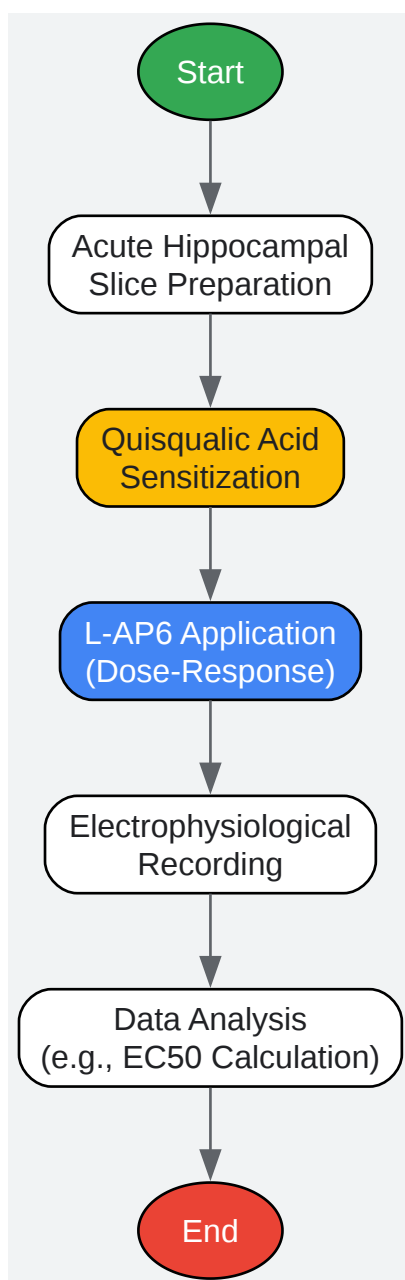 Start
Acute Hippocampal
Slice Preparation
Quisqualic Acid
Sensitization
L-AP6 Application
(Dose-Response)
Electrophysiological
Recording
Data Analysis
(e.g., EC50 Calculation)
End